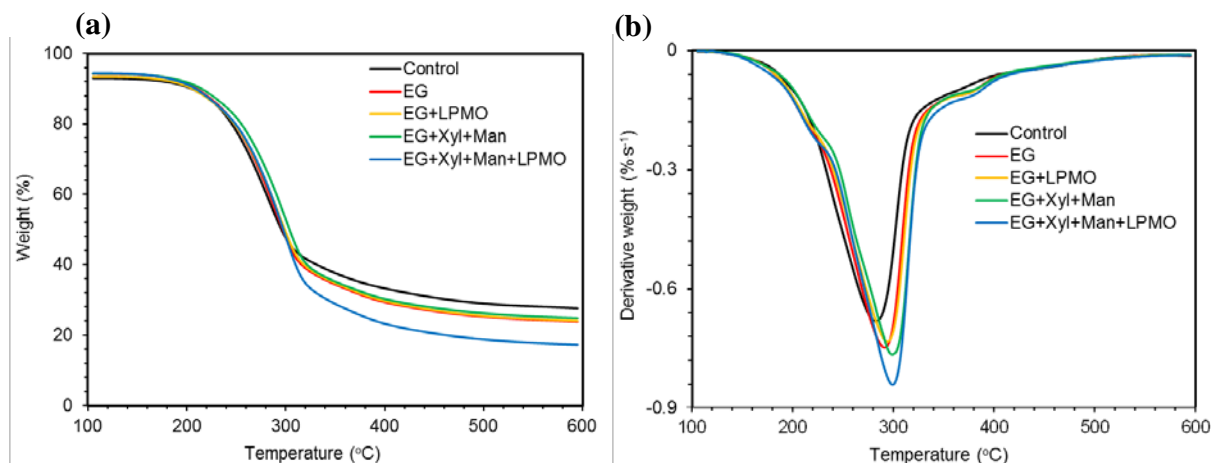 (a)
100
80
60
40
20
0
Weight (%)
100
200
300
400
500
600
Temperature (°C)
Control
EG
EG+LPMO
EG+Xyl+Man
EG+Xyl+Man+LPMO
(b)
0
-0.3
-0.6
-0.9
Derivative weight (% s⁻¹)
100
200
300
400
500
600
Temperature (°C)
Control
EG
EG+LPMO
EG+Xyl+Man
EG+Xyl+Man+LPMO